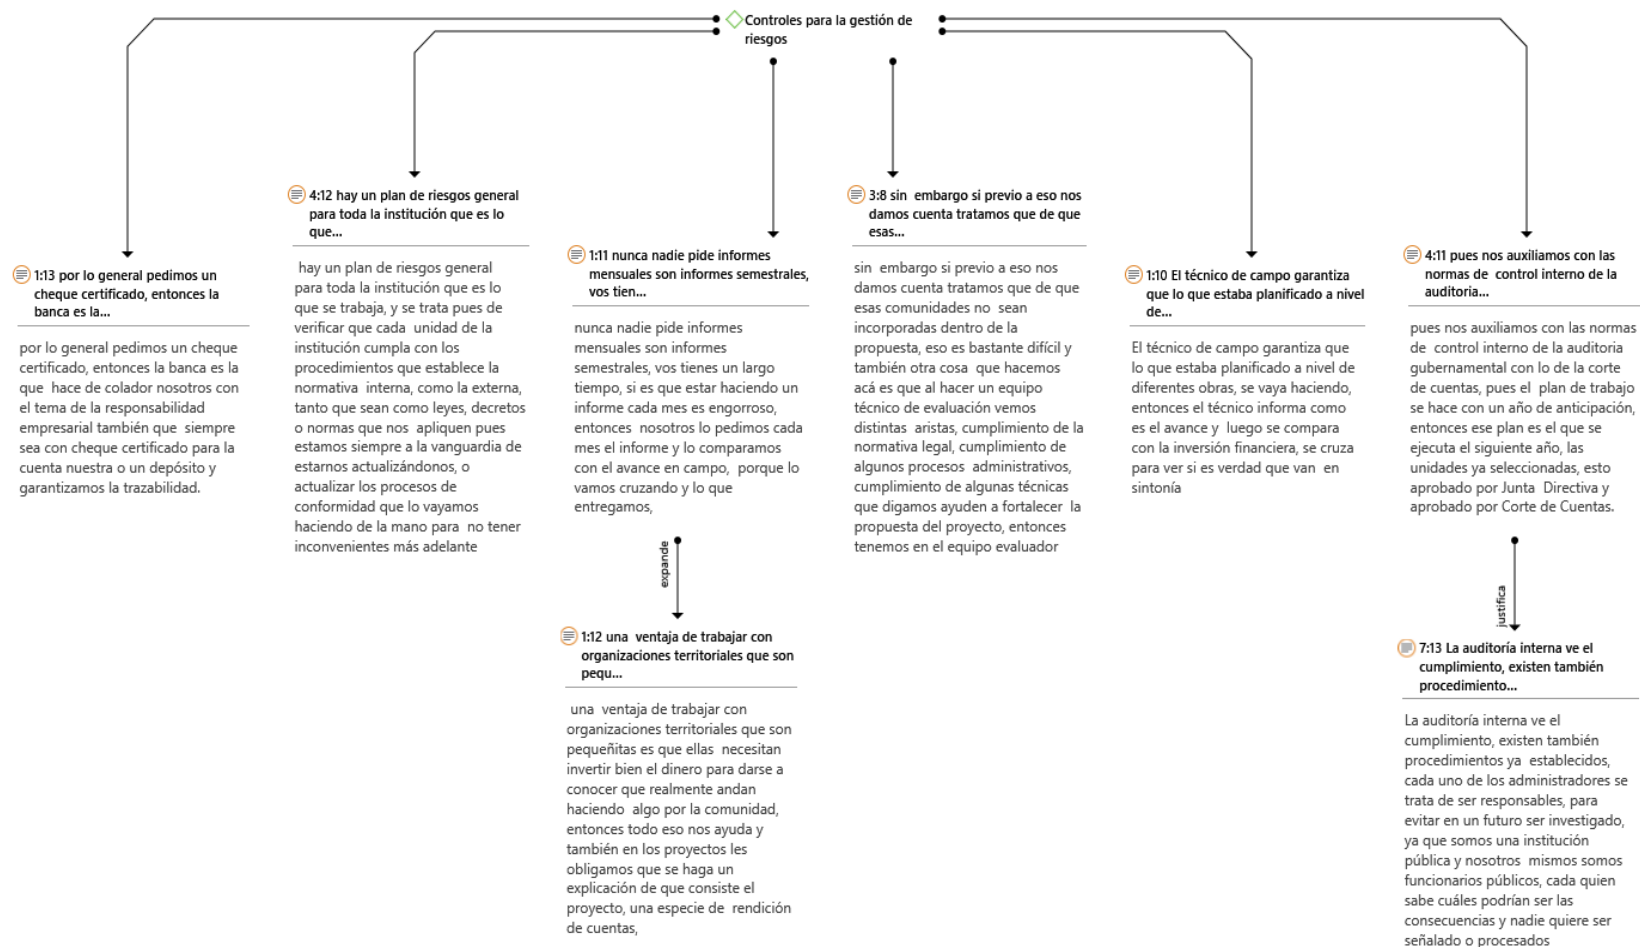 Controles para la gestión de
riesgos
1:13 por lo general pedimos un
cheque certificado, entonces la
banca es la...
por lo general pedimos un cheque
certificado, entonces la banca es la
que hace de colador nosotros con
el tema de la responsabilidad
empresarial también que siempre
sea con cheque certificado para la
cuenta nuestra o un depósito y
garantizamos la trazabilidad.
4:12 hay un plan de riesgos general
para toda la institución que es lo
que...
hay un plan de riesgos general
para toda la institución que es lo
que se trabaja, y se trata pues de
verificar que cada unidad de la
institución cumpla con los
procedimientos que establece la
normativa interna, como la externa,
tanto que sean como leyes, decretos
o normas que nos apliquen pues
estamos siempre a la vanguardia de
estarnos actualizándonos, o
actualizar los procesos de
conformidad que lo vayamos
haciendo de la mano para no tener
inconvenientes más adelante
1:11 nunca nadie pide informes
mensuales son informes semestrales,
vos tien...
nunca nadie pide informes
mensuales son informes
semestrales, vos tienes un largo
tiempo, si es que estar haciendo un
informe cada mes es engorroso,
entonces nosotros lo pedimos cada
mes el informe y lo comparamos
con el avance en campo, porque lo
vamos cruzando y lo que
entregamos,
expande
1:12 una ventaja de trabajar con
organizaciones territoriales que son
pequ...
una ventaja de trabajar con
organizaciones territoriales que son
pequeñitas es que ellas necesitan
invertir bien el dinero para darse a
conocer que realmente andan
haciendo algo por la comunidad,
entonces todo eso nos ayuda y
también en los proyectos les
obligamos que se haga un
explicación de que consiste el
proyecto, una especie de rendición
de cuentas,
3:8 sin embargo si previo a eso nos
damos cuenta tratamos que de que
esas...
sin embargo si previo a eso nos
damos cuenta tratamos que de que
esas comunidades no sean
incorporadas dentro de la
propuesta, eso es bastante difícil y
también otra cosa que hacemos
acá es que al hacer un equipo
técnico de evaluación vemos
distintas aristas, cumplimiento de la
normativa legal, cumplimiento de
algunos procesos administrativos,
cumplimiento de algunas técnicas
que digamos ayuden a fortalecer la
propuesta del proyecto, entonces
tenemos en el equipo evaluador
1:10 El técnico de campo garantiza
que lo que estaba planificado a nivel
de...
El técnico de campo garantiza que
lo que estaba planificado a nivel de
diferentes obras, se vaya haciendo,
entonces el técnico informa como
es el avance y luego se compara
con la inversión financiera, se cruza
para ver si es verdad que van en
sintonía
4:11 pues nos auxiliamos con las
normas de control interno de la
auditoria...
pues nos auxiliamos con las normas
de control interno de la auditoria
gubernamental con lo de la corte
de cuentas, pues el plan de trabajo
se hace con un año de anticipación,
entonces ese plan es el que se
ejecuta el siguiente año, las
unidades ya seleccionadas, esto
aprobado por Junta Directiva y
aprobado por Corte de Cuentas.
justifica
7:13 La auditoría interna ve el
cumplimiento, existen también
procedimiento...
La auditoría interna ve el
cumplimiento, existen también
procedimientos ya establecidos,
cada uno de los administradores se
trata de ser responsables, para
evitar en un futuro ser investigado,
ya que somos una institución
pública y nosotros mismos somos
funcionarios públicos, cada quien
sabe cuáles podrían ser las
consecuencias y nadie quiere ser
señalado o procesados